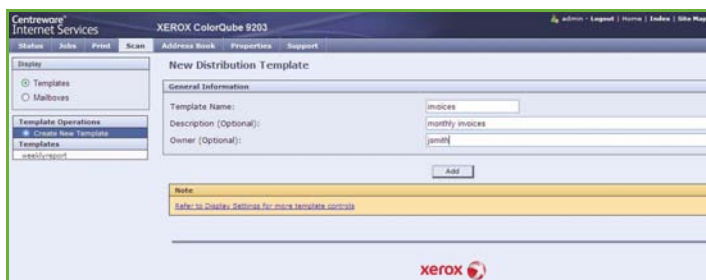 Centreware®
Internet Services
XEROX ColorQube 9203
admin - Logout | Home | Index | Site Map
Status Jobs Print Scan Address Book Properties Support
Display
Templates
Mailboxes
Template Operations
Create New Template
Templates
weeklyreport
New Distribution Template
General Information
Template Name: invoices
Description (Optional): monthly invoices
Owner (Optional): jsmith
Add
Note
Refer to Display Settings for more template controls
xerox